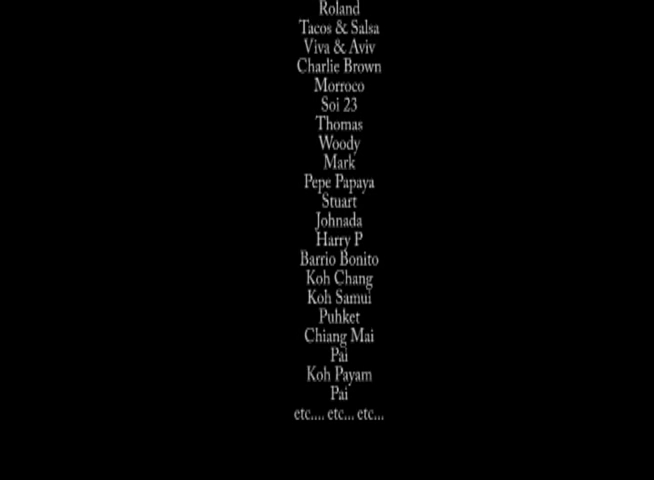 Roland
Tacos & Salsa
Viva & Aviv
Charlie Brown
Morroco
Soi 23
Thomas
Woody
Mark
Pepe Papaya
Stuart
Johnada
Harry P
Barrio Bonito
Koh Chang
Koh Samui
Puhket
Chiang Mai
Pai
Koh Payam
Pai
etc.... etc... etc...